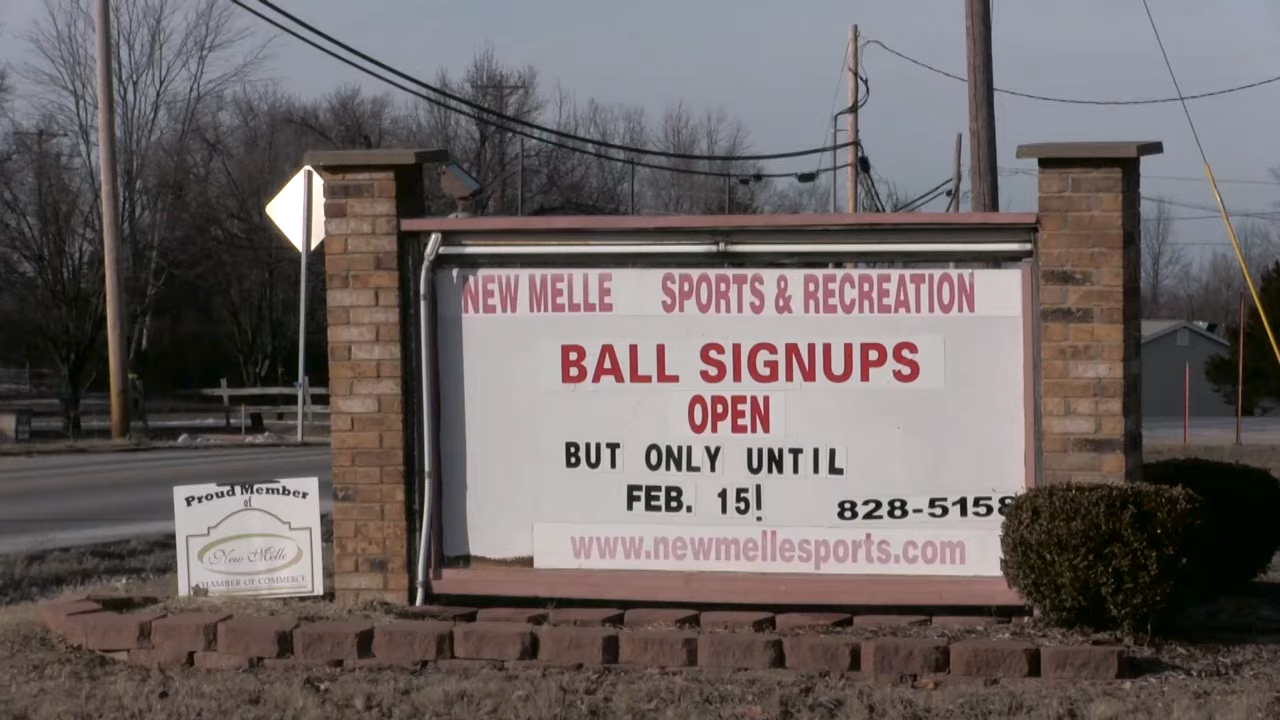 NEW MELLE SPORTS & RECREATION
BALL SIGNUPS
OPEN
BUT ONLY UNTIL
FEB. 15!
828-5158
www.newmellesports.com
Proud Member
of
New Melle
CHAMBER OF COMMERCE